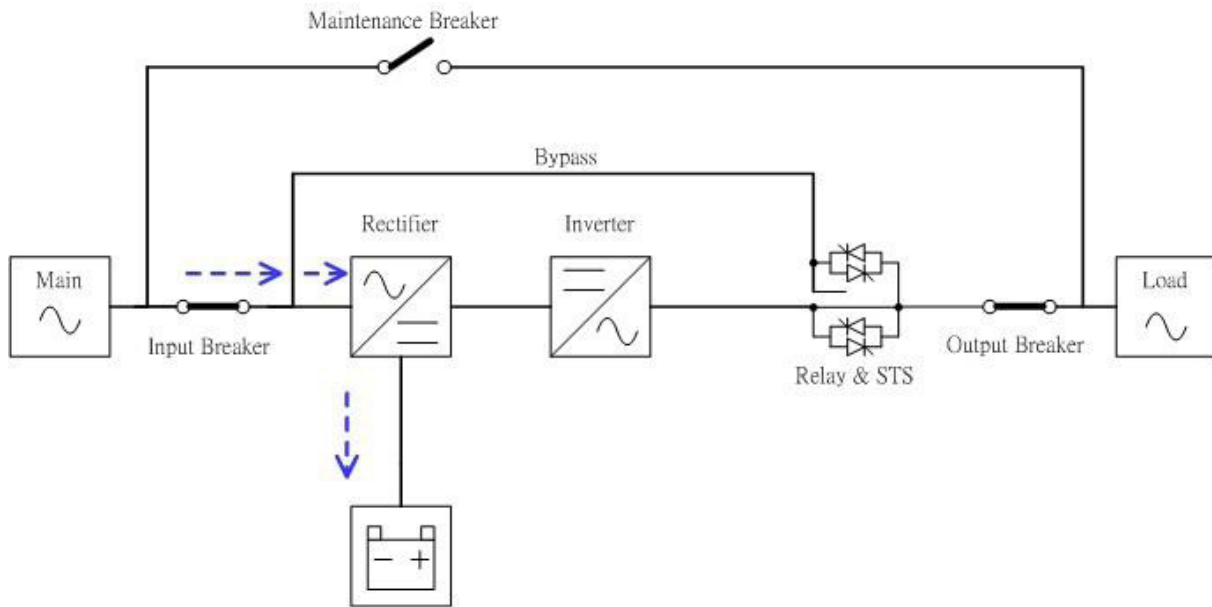 Maintenance Breaker
Bypass
Rectifier
Inverter
Main
Load
Input Breaker
Output Breaker
Relay & STS
− +